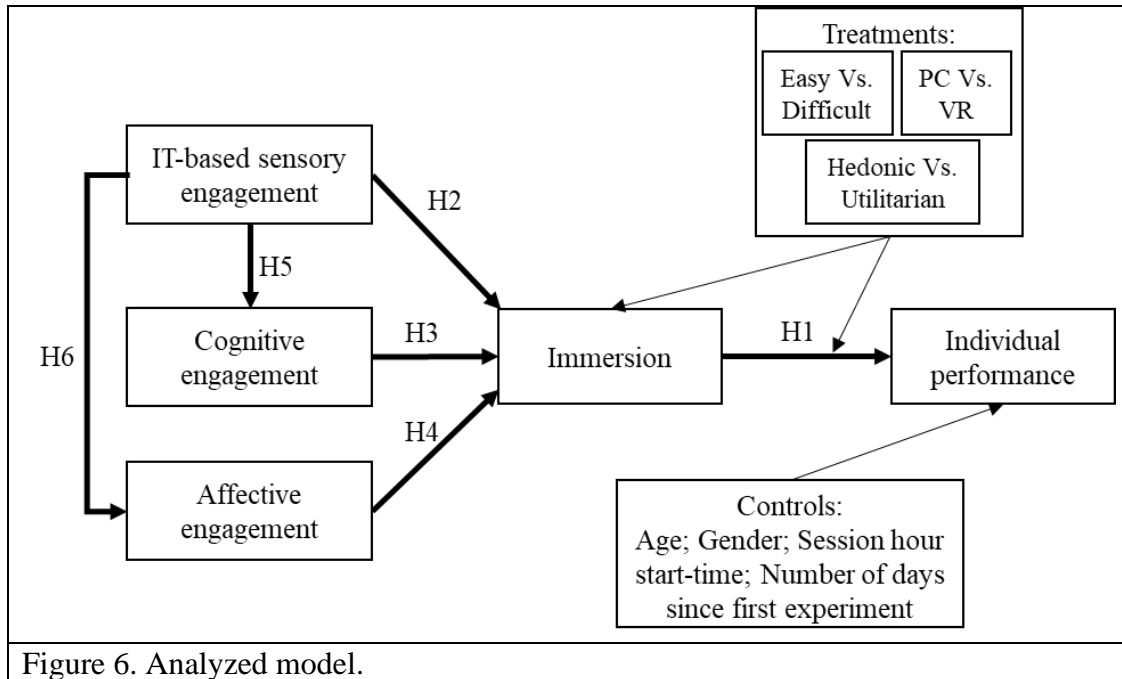 Treatments:
Easy Vs.
Difficult
PC Vs.
VR
Hedonic Vs.
Utilitarian
IT-based sensory
engagement
H2
H5
H6
Cognitive
engagement
H3
Immersion
H1
Individual
performance
H4
Affective
engagement
Controls:
Age; Gender; Session hour
start-time; Number of days
since first experiment
Figure 6. Analyzed model.